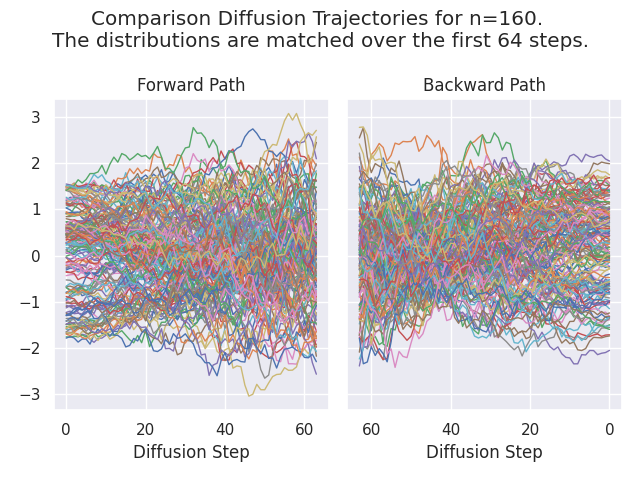 Comparison Diffusion Trajectories for n=160.
The distributions are matched over the first 64 steps.
Forward Path
Backward Path
3
2
1
0
−1
−2
−3
0 20 40 60
60 40 20 0
Diffusion Step
Diffusion Step